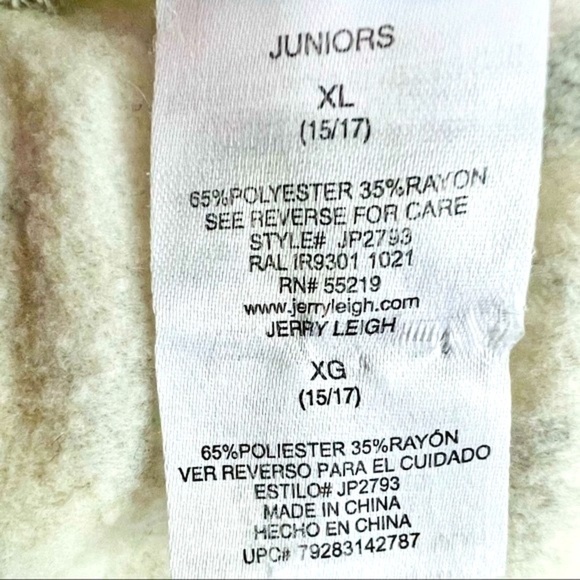 JUNIORS
XL
(15/17)
65%POLYESTER 35%RAYON
SEE REVERSE FOR CARE
STYLE# JP2793
RAL IR9301 1021
RN# 55219
www.jerryleigh.com
JERRY LEIGH
XG
(15/17)
65%POLIESTER 35%RAYÓN
VER REVERSO PARA EL CUIDADO
ESTILO# JP2793
MADE IN CHINA
HECHO EN CHINA
UPC# 79283142787